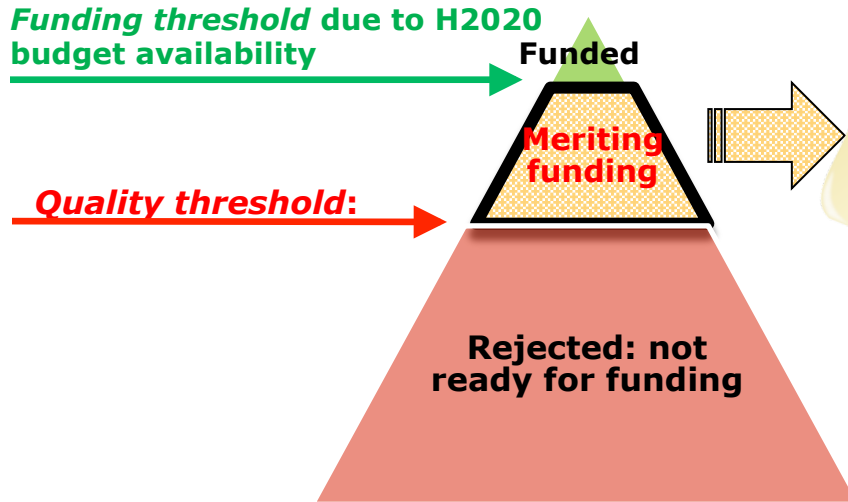 Funding threshold due to H2020
budget availability
Funded
Meriting
funding
Quality threshold:
Rejected: not
ready for funding